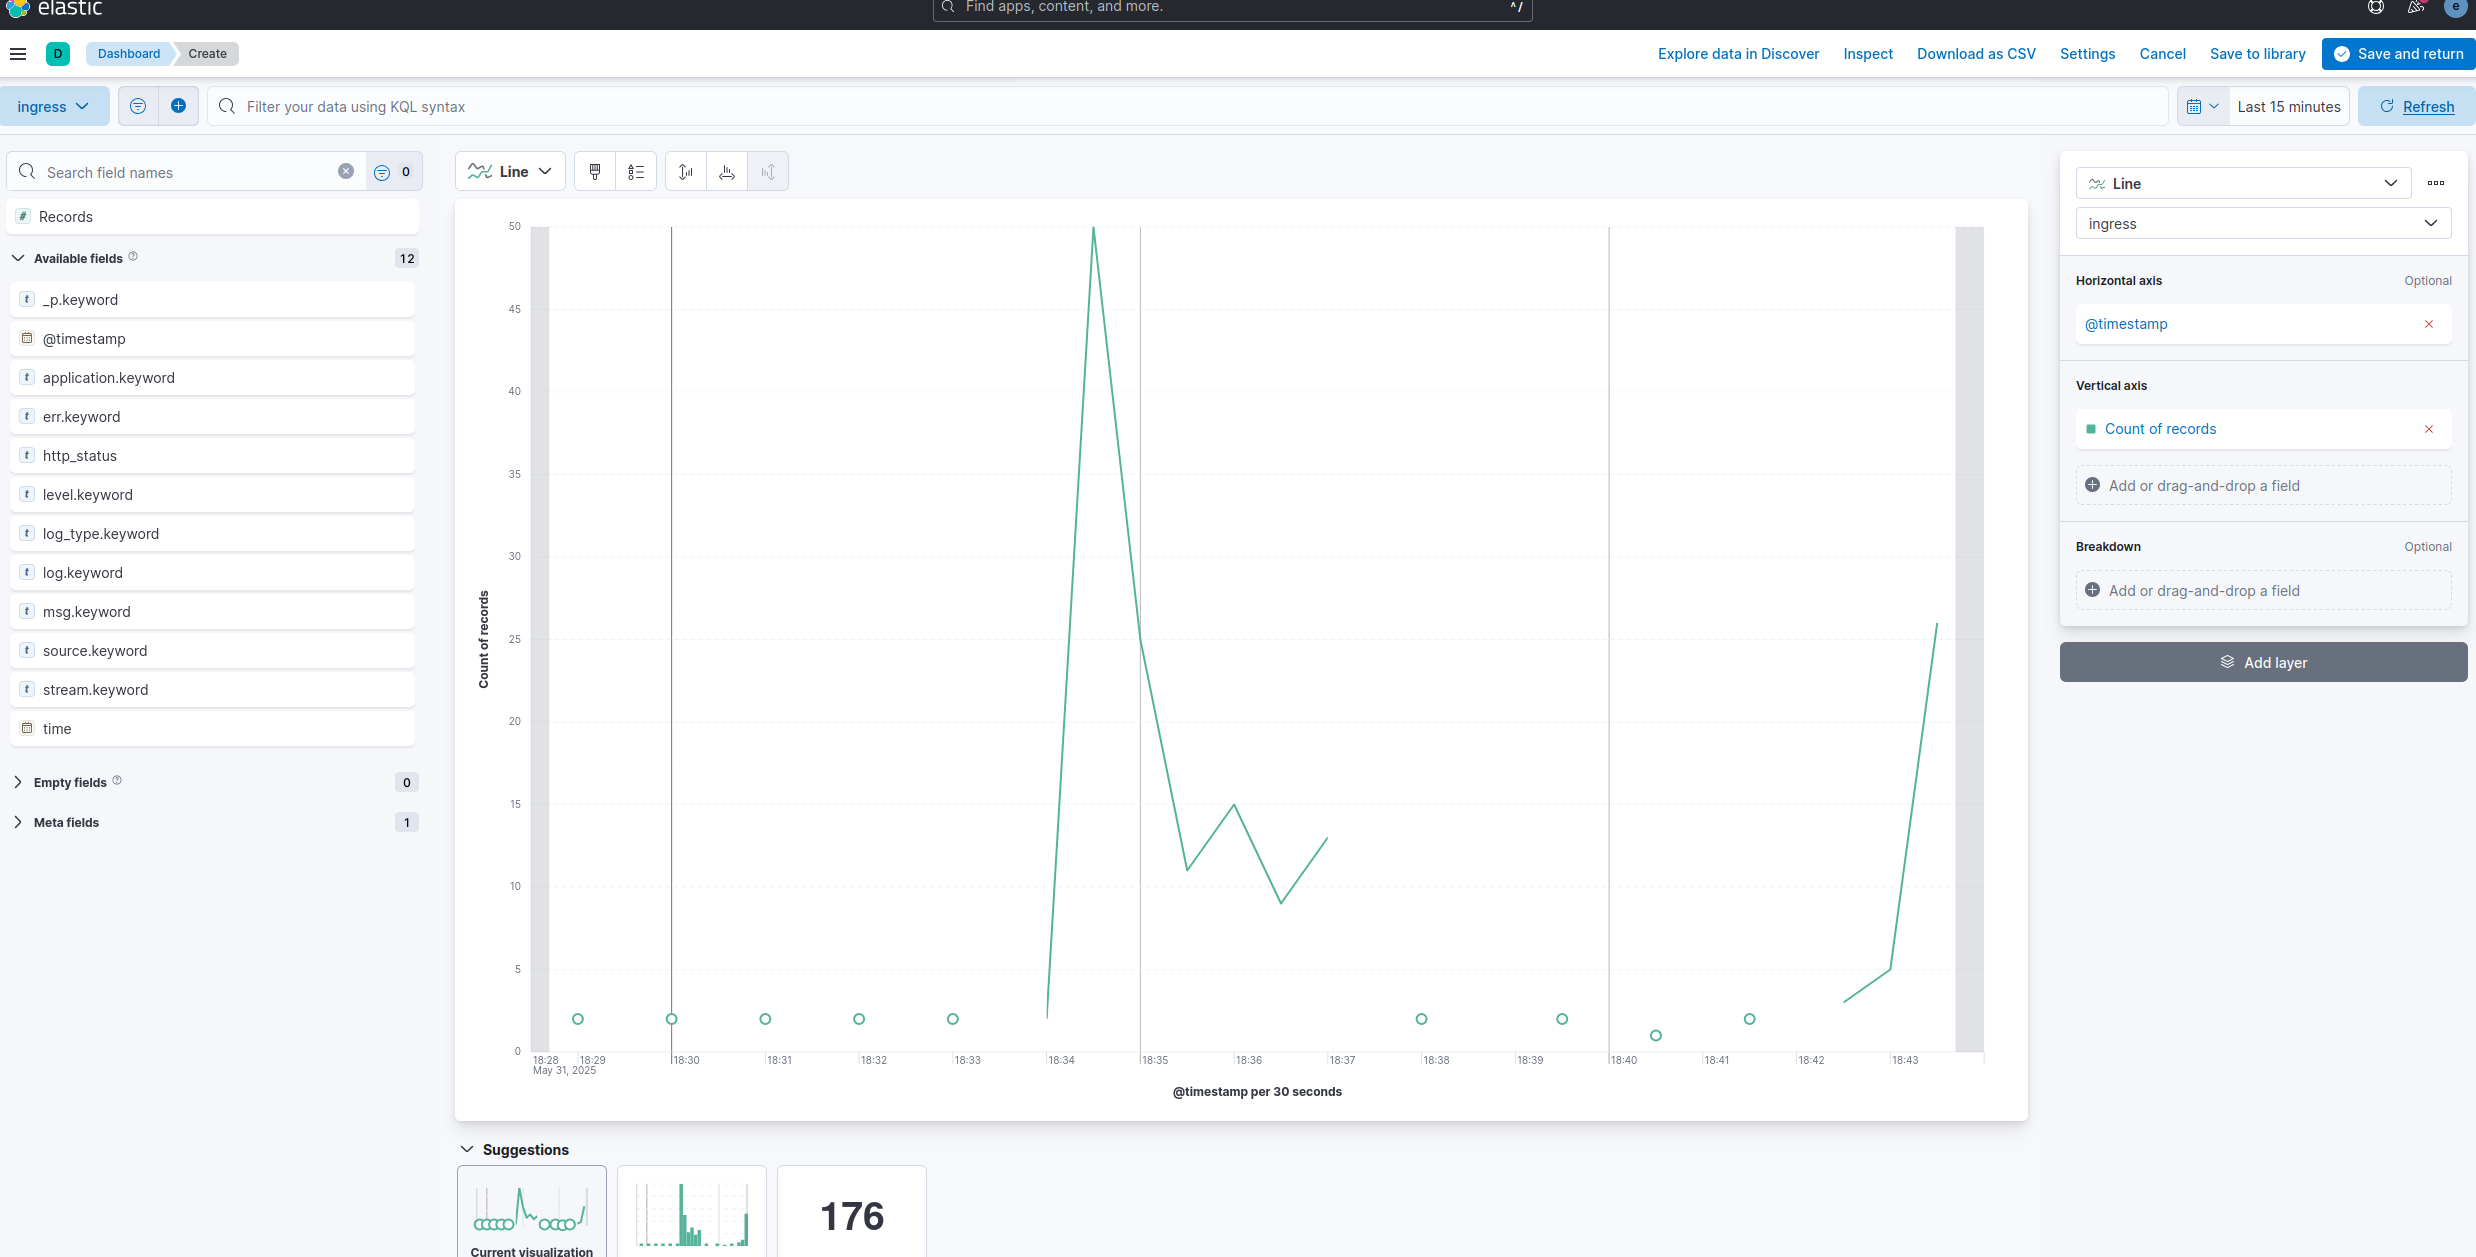 elastic
Find apps, content, and more.
^/
e
D
Dashboard
Create
Explore data in Discover
Inspect
Download as CSV
Settings
Cancel
Save to library
Save and return
ingress
Filter your data using KQL syntax
Last 15 minutes
Refresh
Search field names
0
Records
Available fields
12
_p.keyword
@timestamp
application.keyword
err.keyword
http_status
level.keyword
log_type.keyword
log.keyword
msg.keyword
source.keyword
stream.keyword
time
Empty fields
0
Meta fields
1
Line
Count of records
50
45
40
35
30
25
20
15
10
5
0
18:28
18:29
18:30
18:31
18:32
18:33
18:34
18:35
18:36
18:37
18:38
18:39
18:40
18:41
18:42
18:43
May 31, 2025
@timestamp per 30 seconds
Suggestions
Current visualization
176
Line
ingress
Horizontal axis
Optional
@timestamp
Vertical axis
Count of records
Add or drag-and-drop a field
Breakdown
Optional
Add or drag-and-drop a field
Add layer